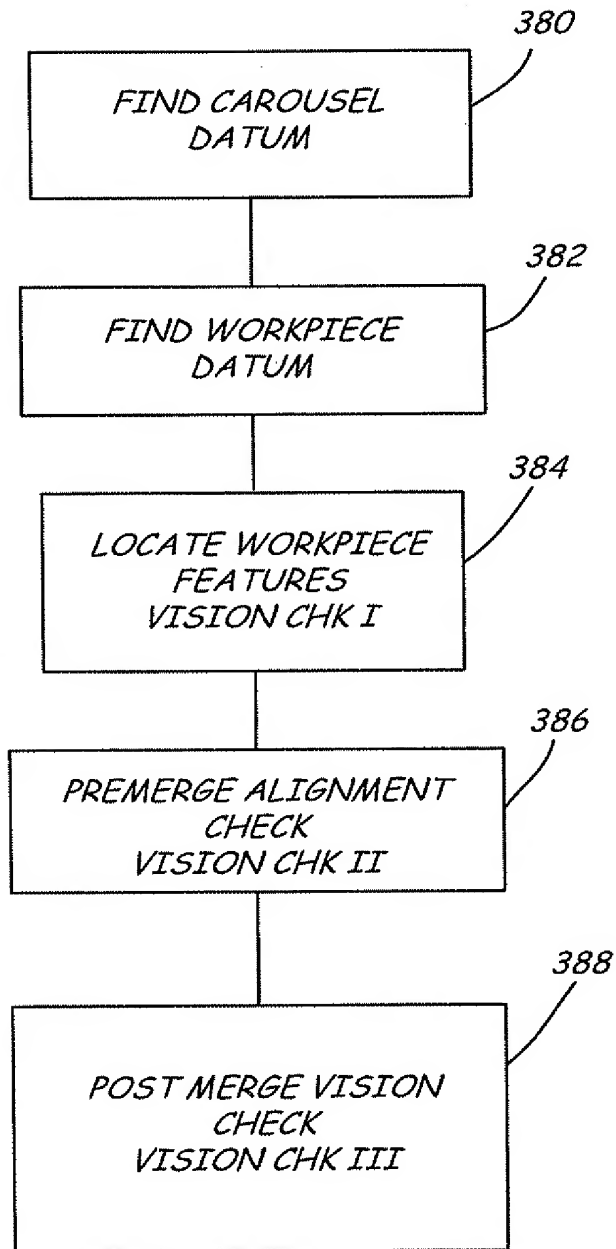 380
FIND CAROUSEL
DATUM
382
FIND WORKPIECE
DATUM
384
LOCATE WORKPIECE
FEATURES
VISION CHK I
386
PREMERGE ALIGNMENT
CHECK
VISION CHK II
388
POST MERGE VISION
CHECK
VISION CHK III